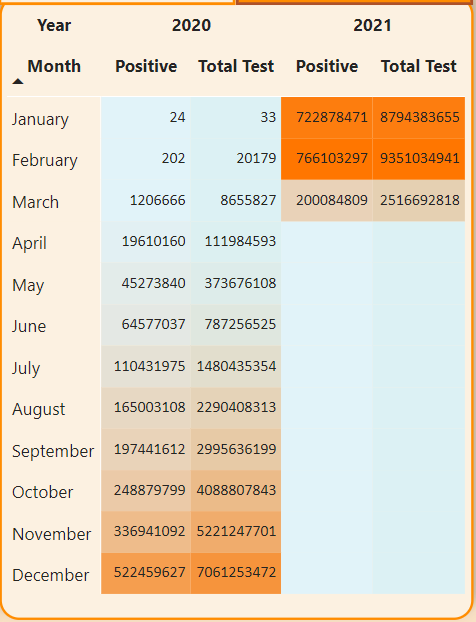 Year 2020 2021
Month Positive Total Test Positive Total Test
January 24 33 722878471 8794383655
February 202 20179 766103297 9351034941
March 1206666 8655827 200084809 2516692818
April 19610160 111984593
May 45273840 373676108
June 64577037 787256525
July 110431975 1480435354
August 165003108 2290408313
September 197441612 2995636199
October 248879799 4088807843
November 336941092 5221247701
December 522459627 7061253472